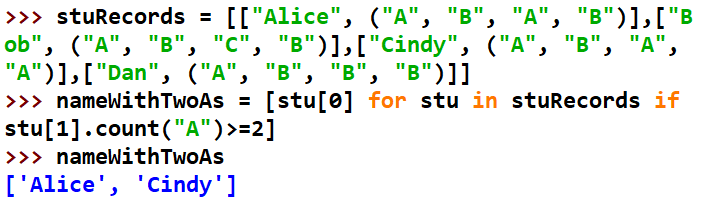 >>> stuRecords = [["Alice", ("A", "B", "A", "B")],["B
ob", ("A", "B", "C", "B")],["Cindy", ("A", "B", "A",
"A")],["Dan", ("A", "B", "B", "B")]]
>>> nameWithTwoAs = [stu[0] for stu in stuRecords if
stu[1].count("A")>=2]
>>> nameWithTwoAs
['Alice', 'Cindy']